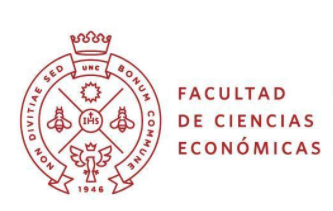 UNC
NON DIVITIAE SED BONUM COMMUNE
IHS
1946
FACULTAD
DE CIENCIAS
ECONÓMICAS